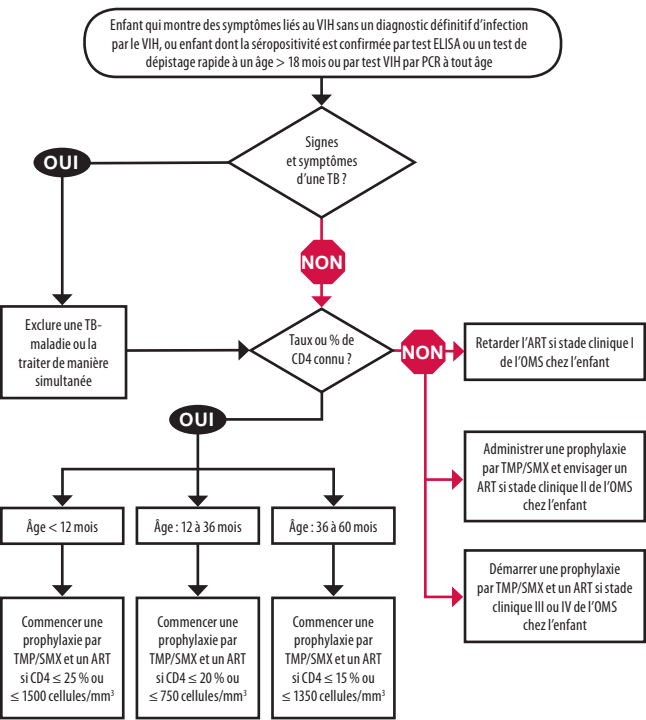 Enfant qui montre des symptômes liés au VIH sans un diagnostic définitif d'infection
par le VIH, ou enfant dont la séropositivité est confirmée par test ELISA ou un test de
dépistage rapide à un âge > 18 mois ou par test VIH par PCR à tout âge
Signes
et symptômes
d'une TB ?
OUI
NON
Exclure une TB-
maladie ou la
traiter de manière
simultanée
Taux ou % de
CD4 connu ?
NON
Retarder l'ART si stade clinique I
de l'OMS chez l'enfant
OUI
Administrer une prophylaxie
par TMP/SMX et envisager un
ART si stade clinique II de l'OMS
chez l'enfant
Âge < 12 mois
Âge : 12 à 36 mois
Âge : 36 à 60 mois
Démarrer une prophylaxie
par TMP/SMX et un ART si stade
clinique III ou IV de l'OMS
chez l'enfant
Commencer une
prophylaxie par
TMP/SMX et un ART
si CD4 ≤ 25 % ou
≤ 1500 cellules/mm³
Commencer une
prophylaxie par
TMP/SMX et un ART
si CD4 ≤ 20 % ou
≤ 750 cellules/mm³
Commencer une
prophylaxie par
TMP/SMX et un ART
si CD4 ≤ 15 % ou
≤ 1350 cellules/mm³